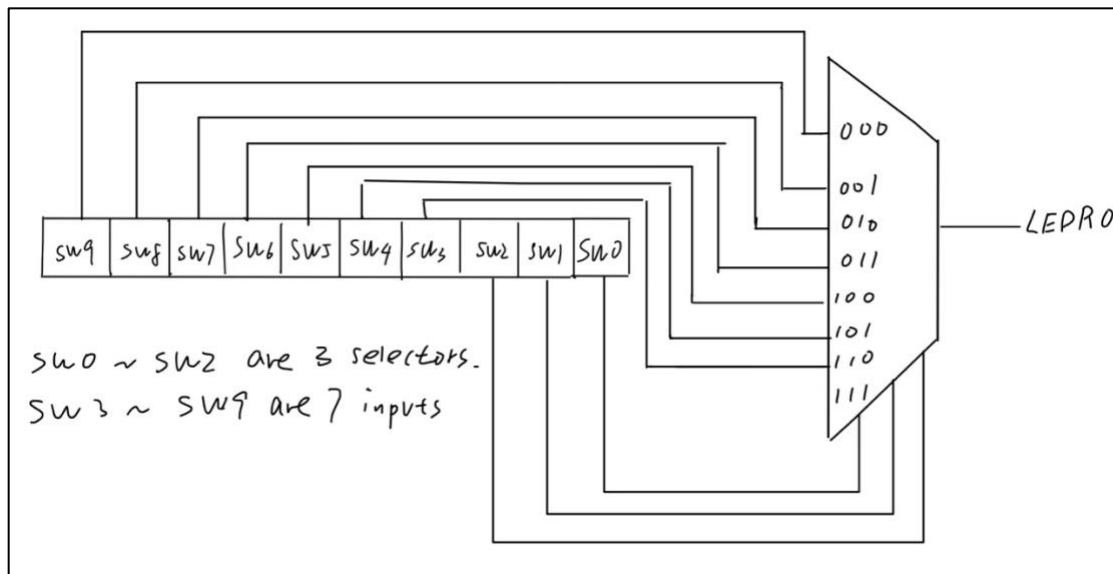 000
001
010
011
100
101
110
111
LEDR0
SW9 SW8 SW7 SW6 SW5 SW4 SW3 SW2 SW1 SW0
SW0 ~ SW2 are 3 selectors.
SW3 ~ SW9 are 7 inputs